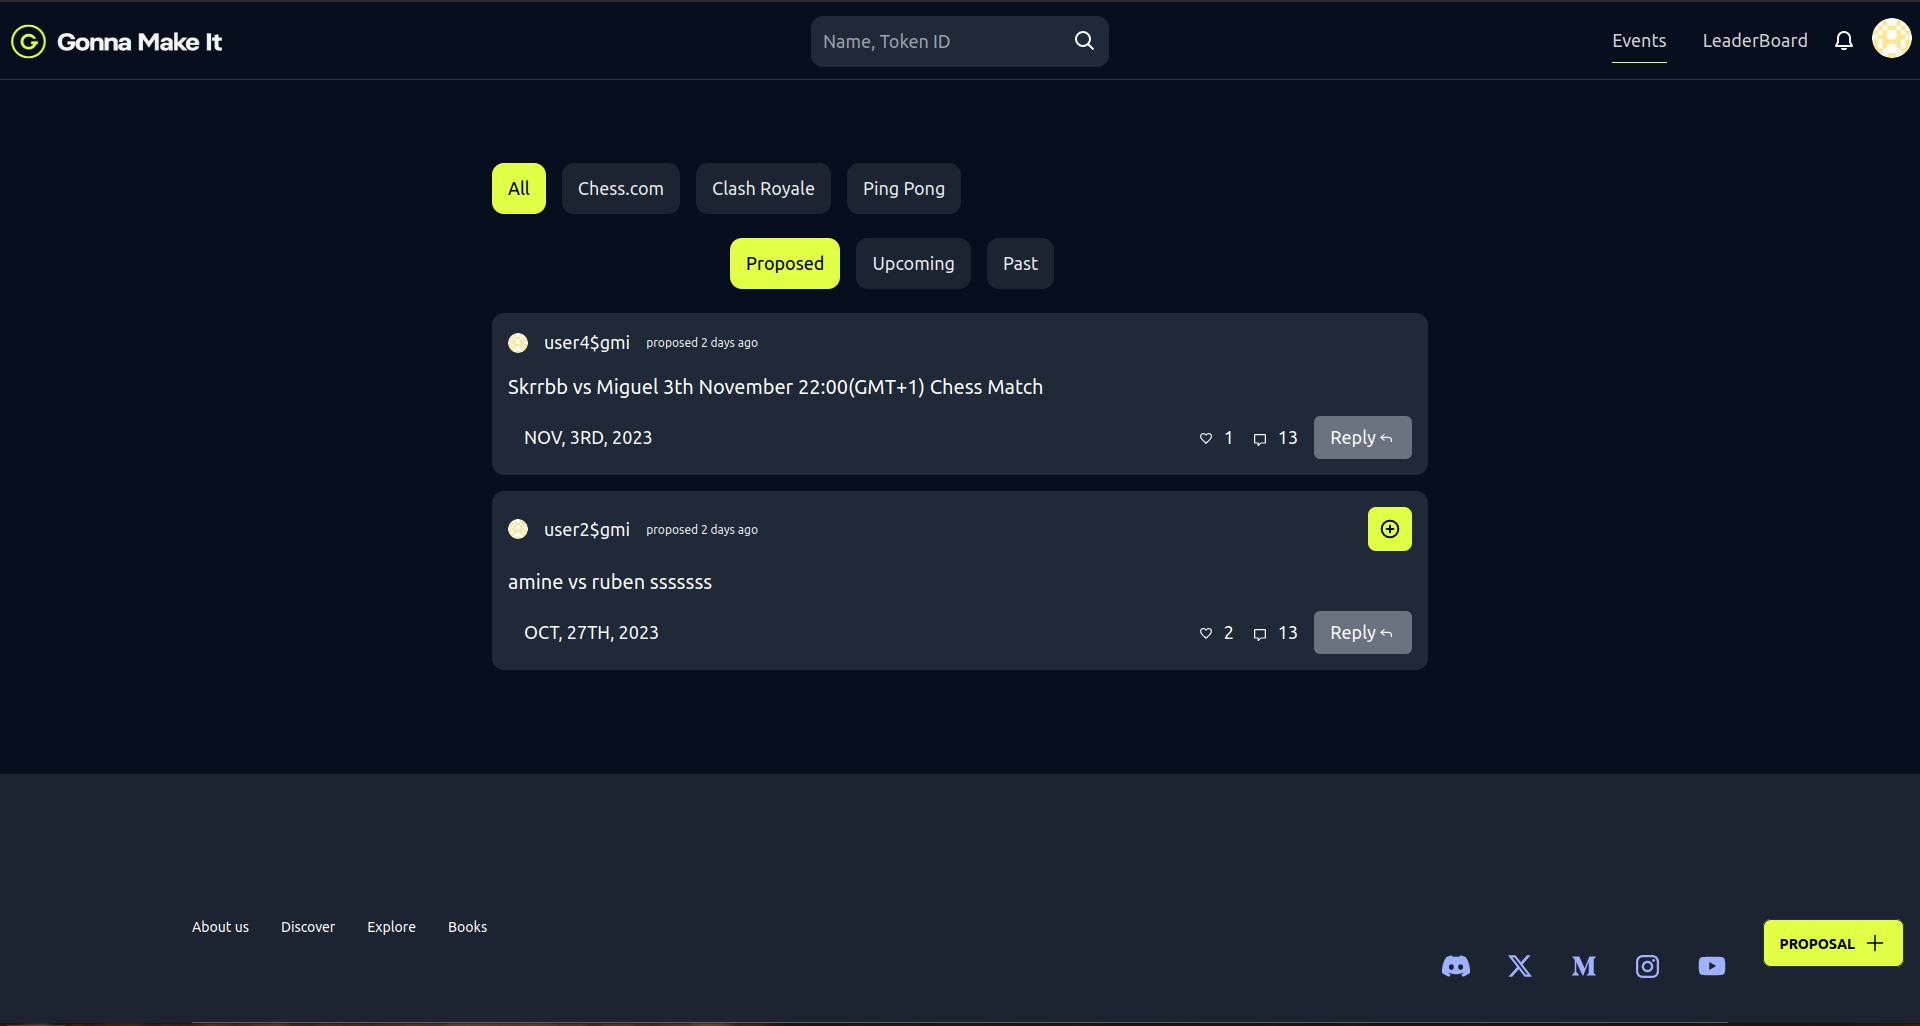 G Gonna Make It
Name, Token ID
Events LeaderBoard
All Chess.com Clash Royale Ping Pong
Proposed Upcoming Past
user4$gmi proposed 2 days ago
Skrrbb vs Miguel 3th November 22:00(GMT+1) Chess Match
NOV, 3RD, 2023 1 13 Reply
user2$gmi proposed 2 days ago
amine vs ruben sssssss
OCT, 27TH, 2023 2 13 Reply
About us Discover Explore Books
PROPOSAL